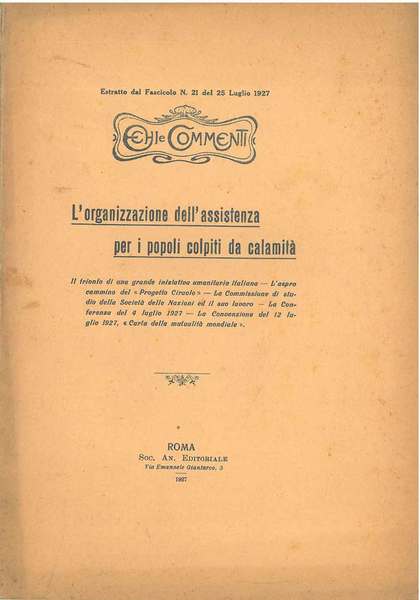 Estratto dal Fascicolo N. 21 del 25 Luglio 1927
ECHI e COMMENTI
L'organizzazione dell'assistenza
per i popoli colpiti da calamità
Il trionfo di una grande iniziativa umanitaria italiana — L'aspro
cammino del « Progetto Ciraolo » — La Commissione di stu-
dio della Società delle Nazioni ed il suo lavoro — La Con-
ferenza del 4 luglio 1927 — La Convenzione del 12 lu-
glio 1927, « Carta della mutualità mondiale ».
ROMA
Soc. An. Editoriale
Via Emanuele Gianturco, 5
1927